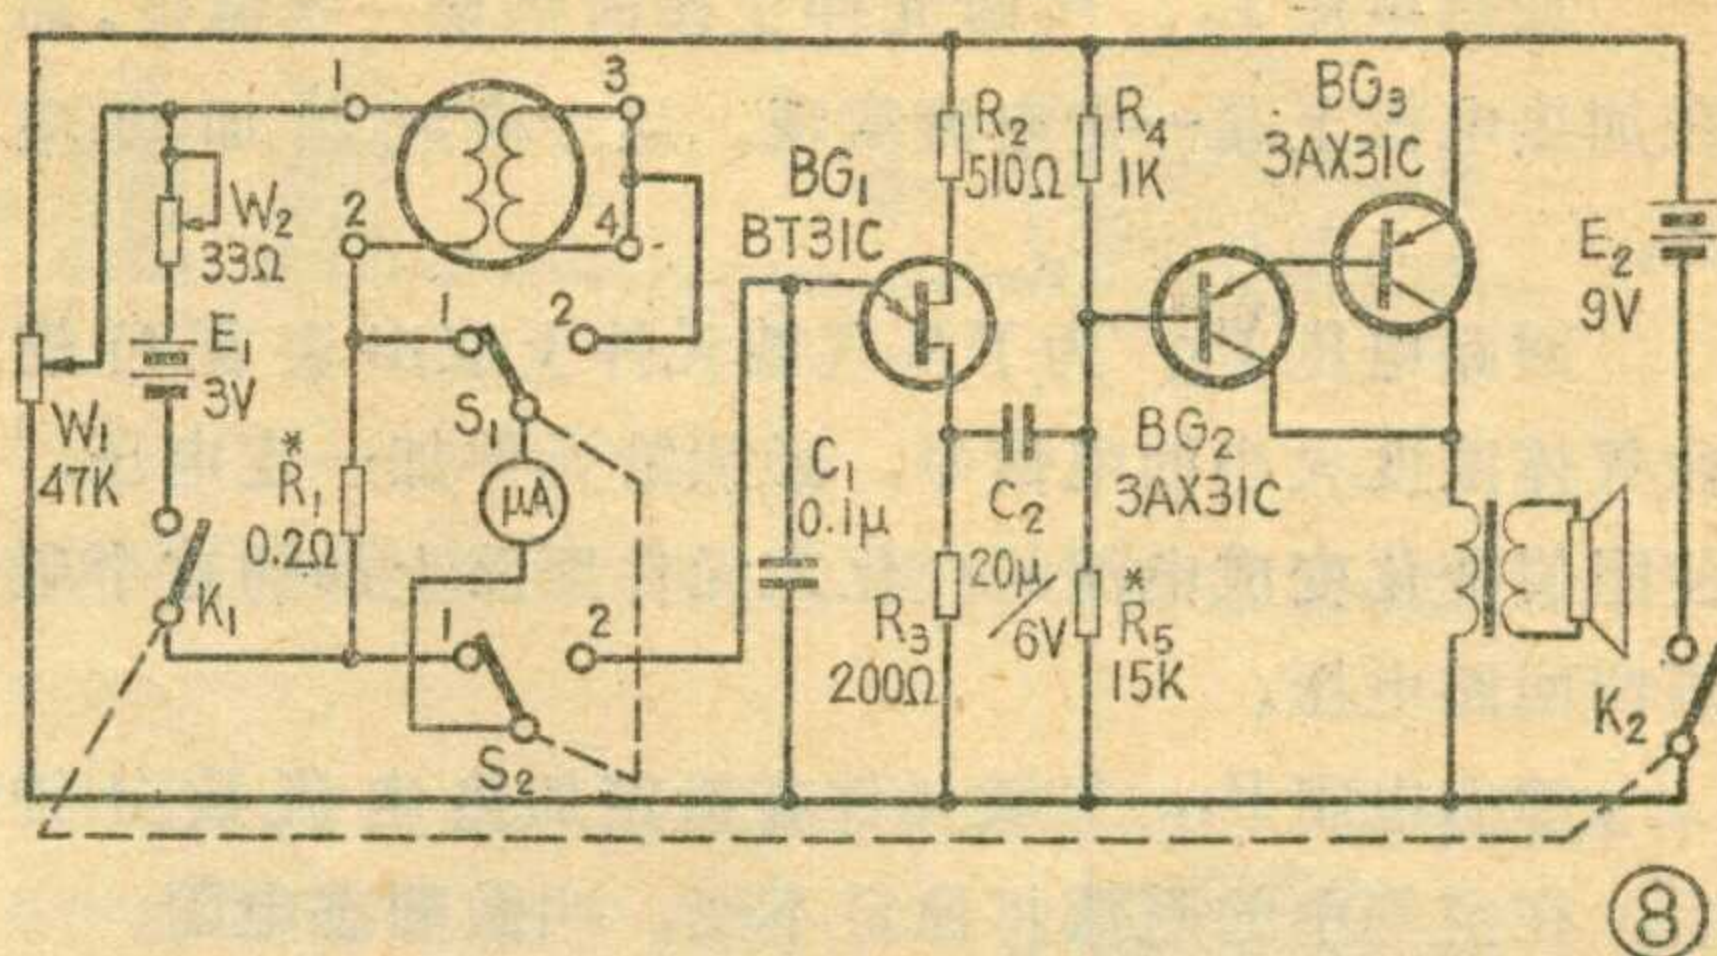 1
3
2
4
W₂
33Ω
E₁
3V
W₁
47K
K₁
*
R₁
0.2Ω
1
2
S₁
μA
1
2
S₂
BG₁
BT31C
C₁
0.1μ
R₂
510Ω
R₄
1K
BG₃
3AX31C
E₂
9V
BG₂
3AX31C
C₂
20μ/6V
R₃
200Ω
*
R₅
15K
K₂
8